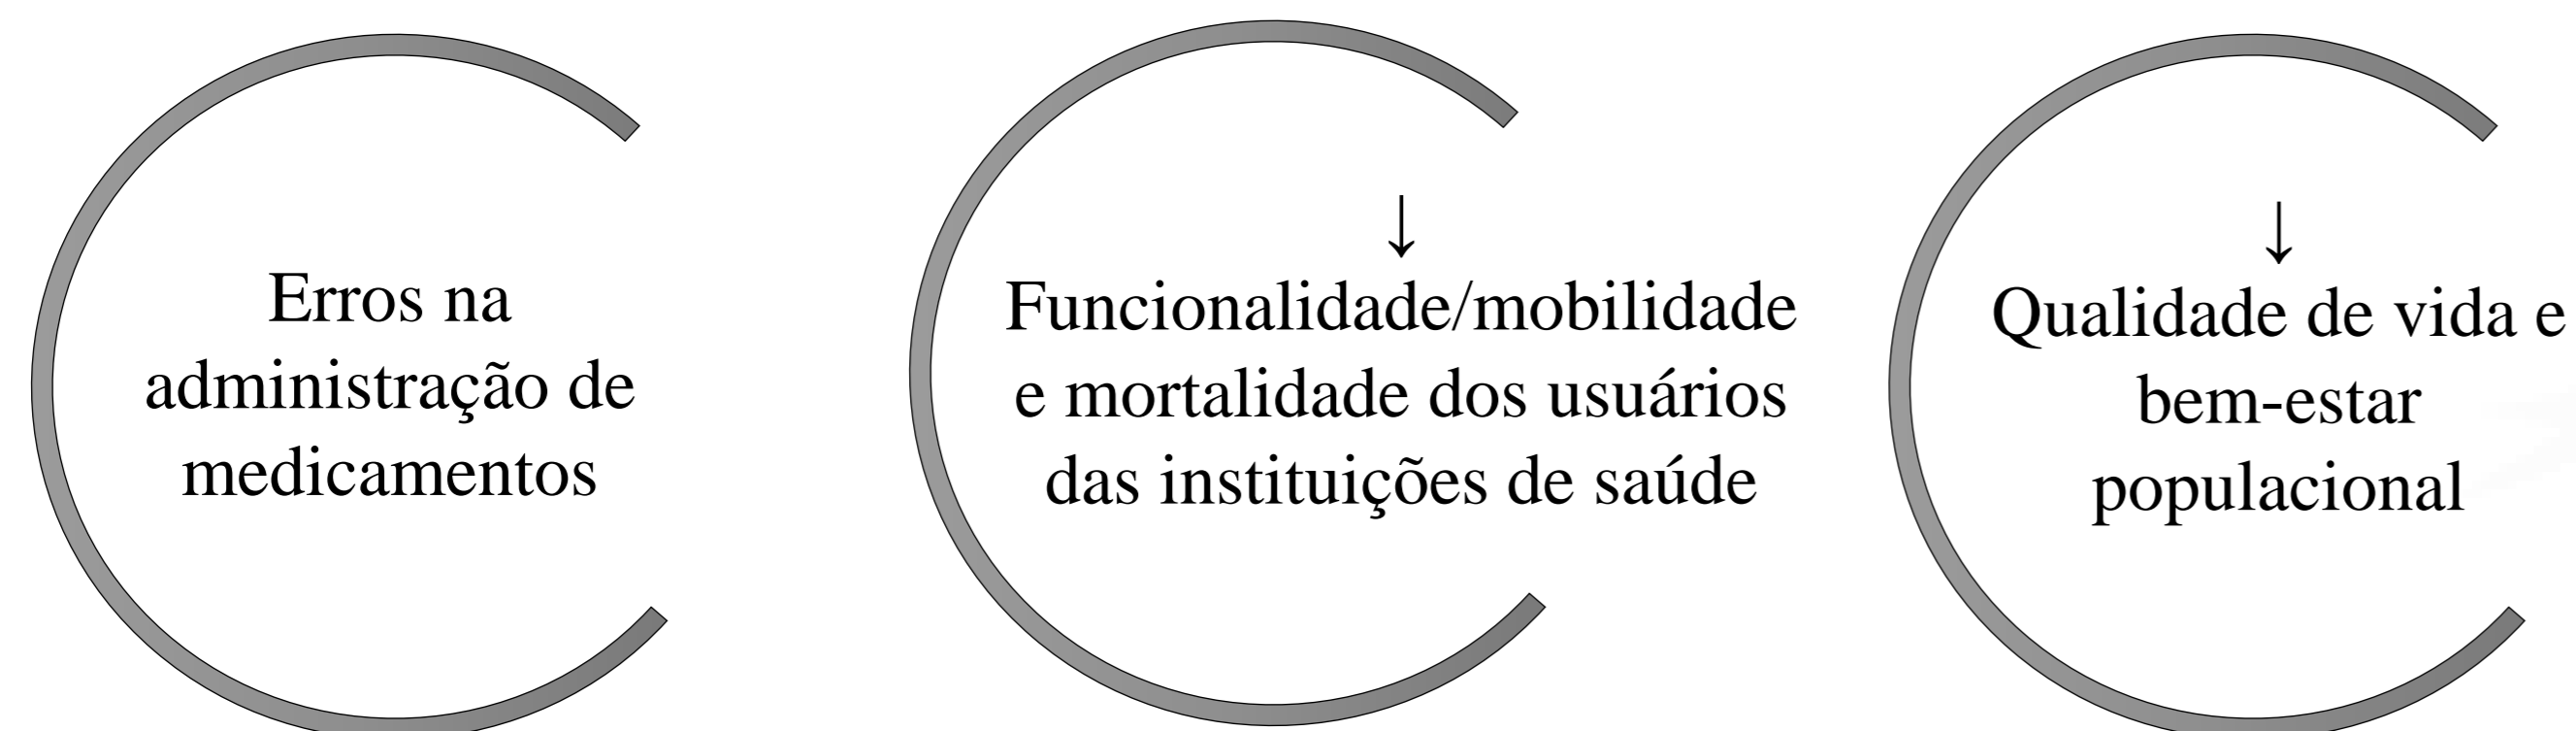 Erros na
administração de
medicamentos
↓
Funcionalidade/mobilidade
e mortalidade dos usuários
das instituições de saúde
↓
Qualidade de vida e
bem-estar
populacional